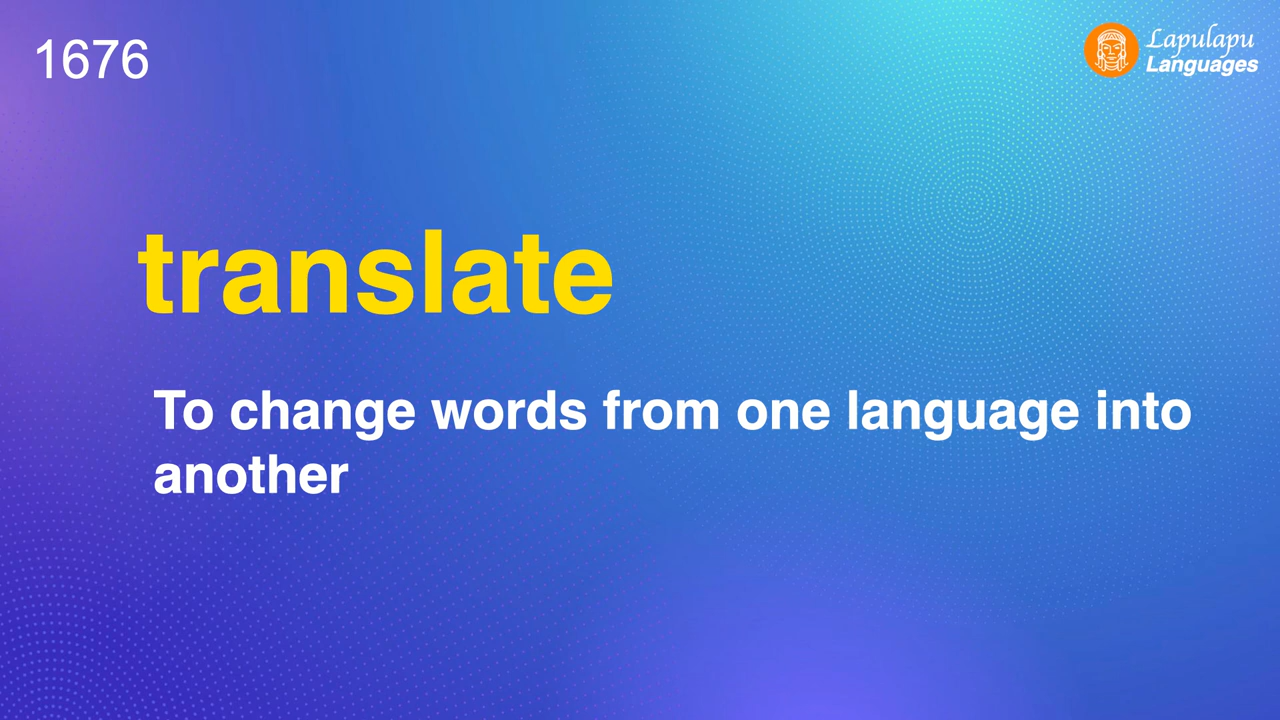 1676
Lapulapu
Languages
translate
To change words from one language into
another